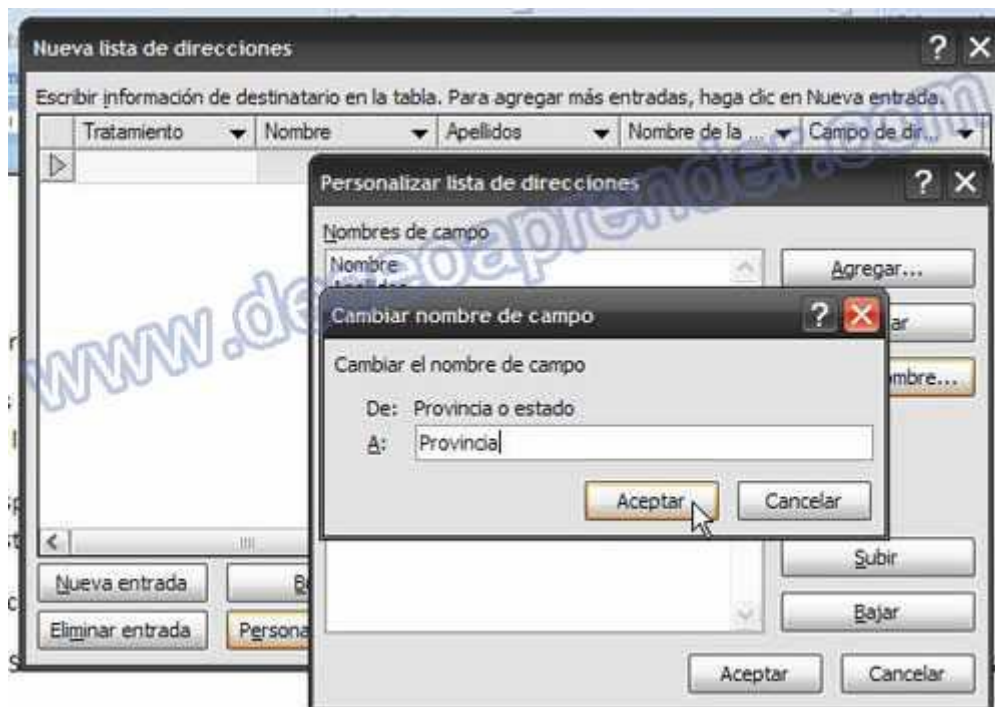 Nueva lista de direcciones
Escribir información de destinatario en la tabla. Para agregar más entradas, haga clic en Nueva entrada.
Tratamiento Nombre Apellidos Nombre de la ... Campo de dir...
www.deseoaprender.com
Personalizar lista de direcciones
Nombres de campo
Nombre
Agregar...
Cambiar nombre de campo
ar
Cambiar el nombre de campo
mbre...
De: Provincia o estado
A: Provincia
Aceptar Cancelar
Subir
Nueva entrada
Bajar
Eliminar entrada Persona
Aceptar Cancelar